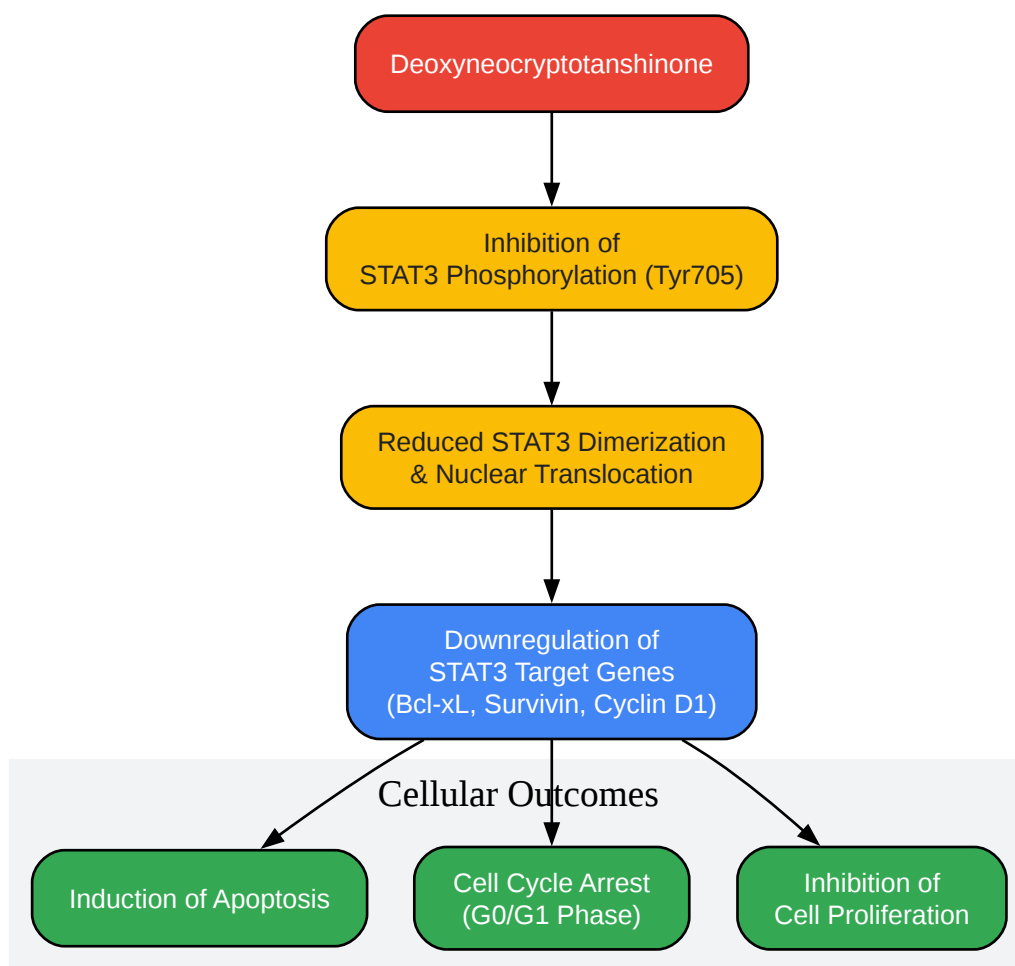 Deoxyneocryptotanshinone
Inhibition of
STAT3 Phosphorylation (Tyr705)
Reduced STAT3 Dimerization
& Nuclear Translocation
Downregulation of
STAT3 Target Genes
(Bcl-xL, Survivin, Cyclin D1)
Cellular Outcomes
Induction of Apoptosis
Cell Cycle Arrest
(G0/G1 Phase)
Inhibition of
Cell Proliferation